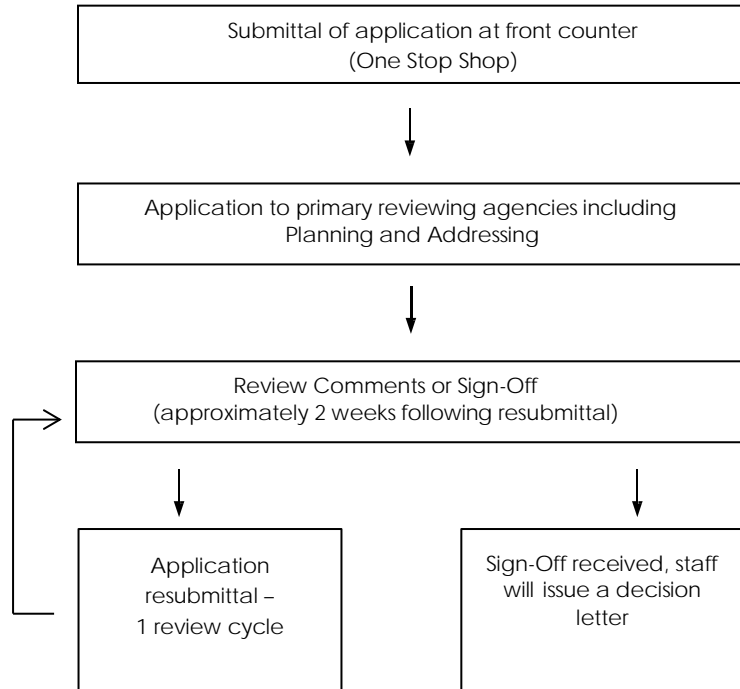 Submittal of application at front counter
(One Stop Shop)
Application to primary reviewing agencies including
Planning and Addressing
Review Comments or Sign-Off
(approximately 2 weeks following resubmittal)
Application
resubmittal –
1 review cycle
Sign-Off received, staff
will issue a decision
letter